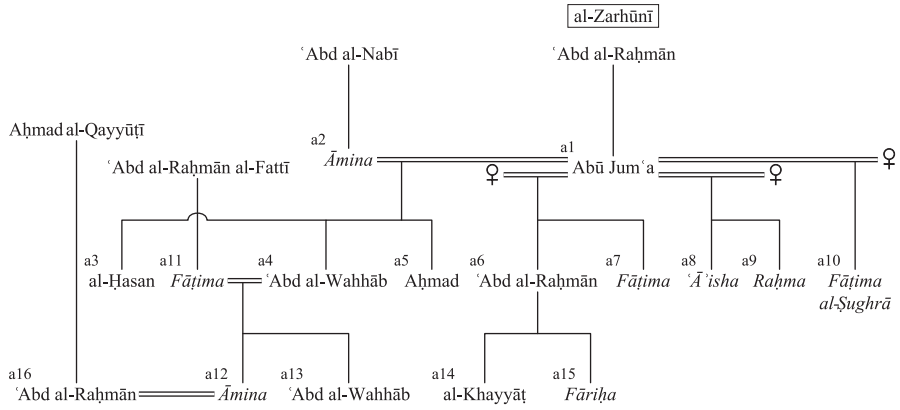 al-Zarhūnī
ʿAbd al-Nabī
ʿAbd al-Raḥmān
Aḥmad al-Qayyūṭī
a2
a1
Āmina
Abū Jumʿa
ʿAbd al-Raḥmān al-Fattī
♀
♀
♀
a3
a11
a4
a5
a6
a7
a8
a9
a10
al-Ḥasan
Fāṭima
ʿAbd al-Wahhāb
Aḥmad
ʿAbd al-Raḥmān
Fāṭima
ʿĀʾisha
Raḥma
Fāṭima
al-Ṣughrā
a16
a12
a13
a14
a15
ʿAbd al-Raḥmān
Āmina
ʿAbd al-Wahhāb
al-Khayyāṭ
Fāriḥa